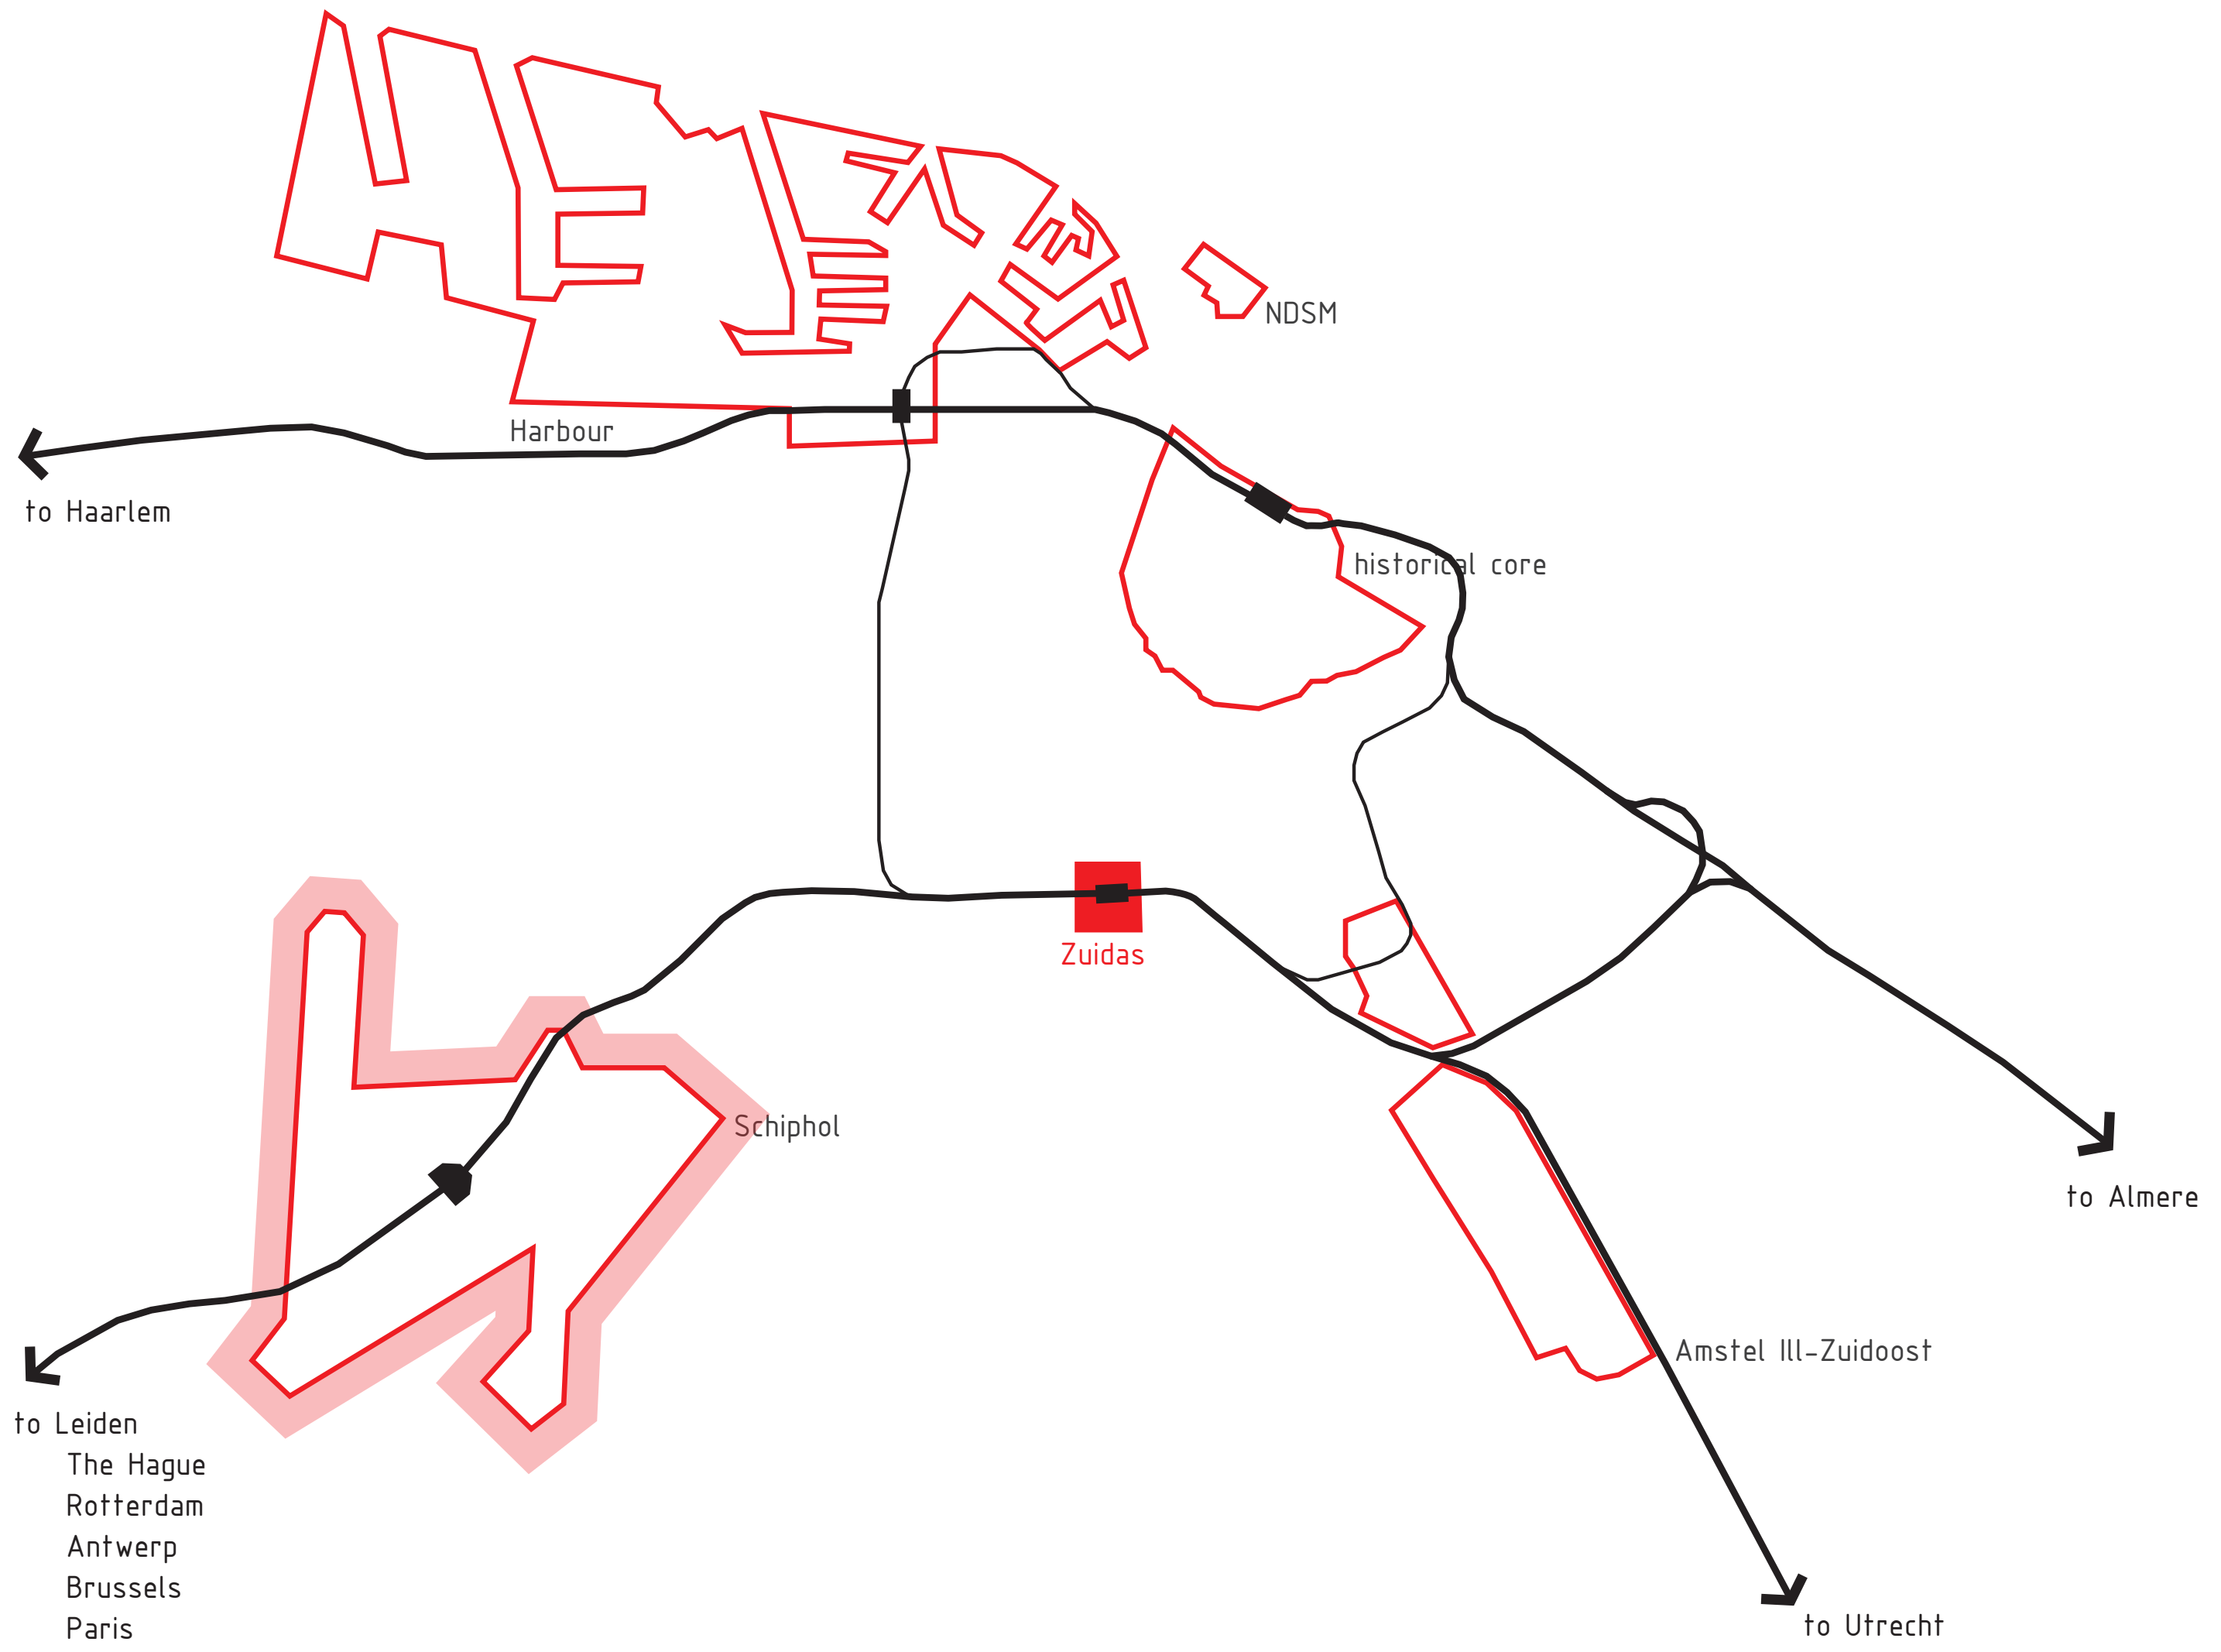 NDSM
Harbour
to Haarlem
historical core
Zuidas
Schiphol
to Almere
Amstel Ill-Zuidoost
to Leiden
The Hague
Rotterdam
Antwerp
Brussels
Paris
to Utrecht